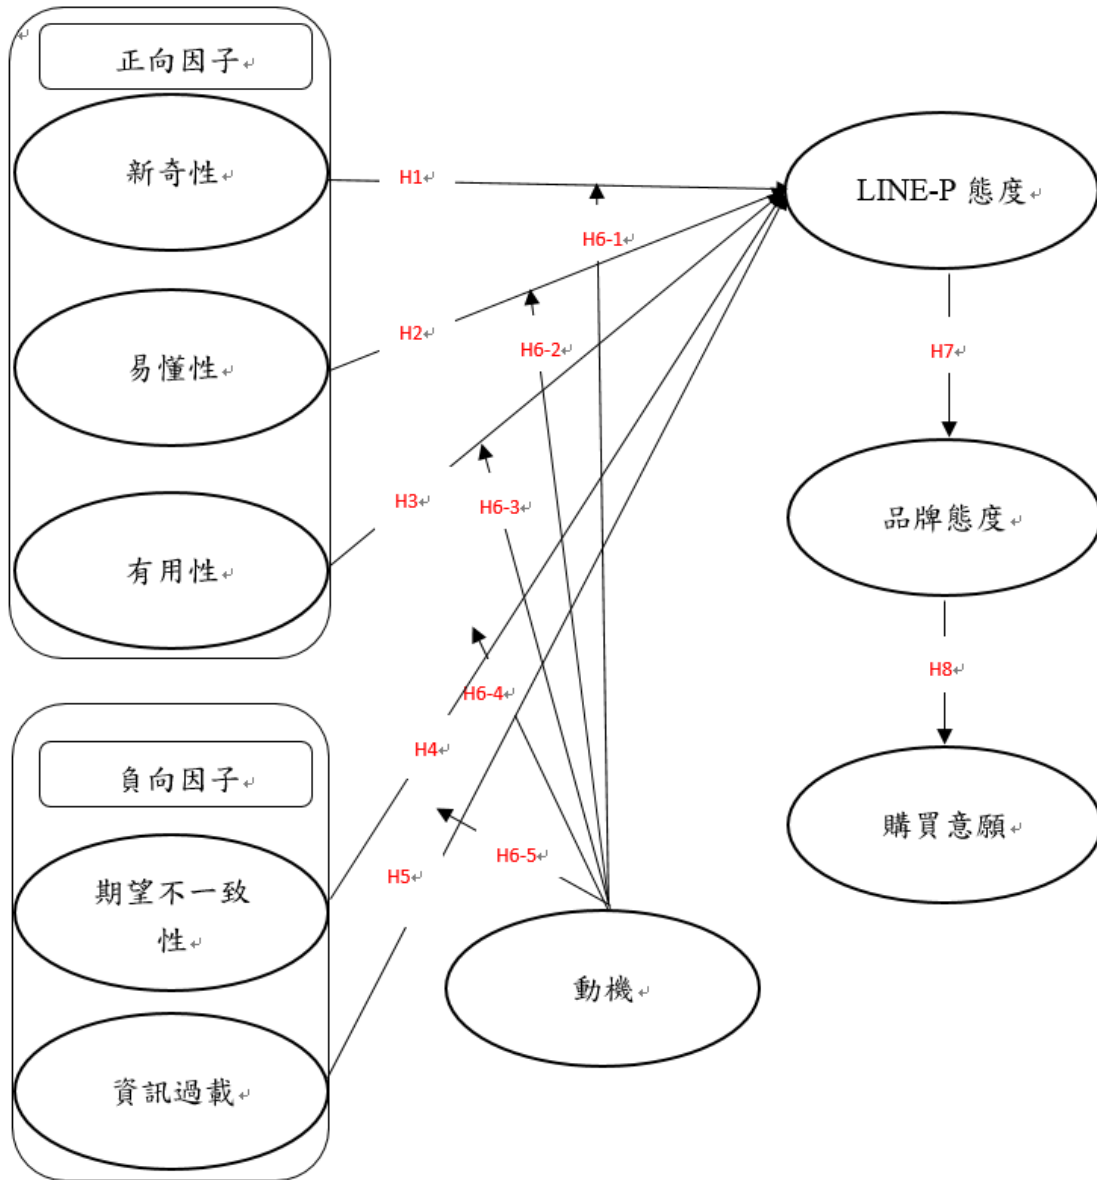 正向因子
新奇性
易懂性
有用性
負向因子
期望不一致
性
資訊過載
H1
H2
H3
H4
H5
H6-1
H6-2
H6-3
H6-4
H6-5
動機
LINE-P 態度
H7
品牌態度
H8
購買意願